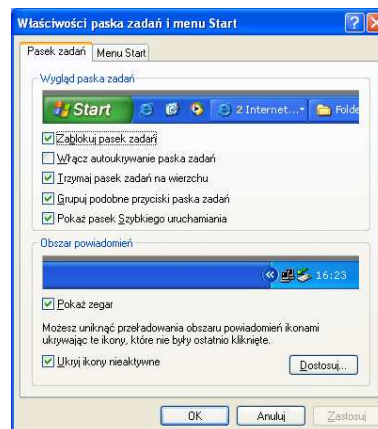 Właściwości paska zadań i menu Start
Pasek zadań Menu Start
Wygląd paska zadań
Start 2 Internet... Folde
Zablokuj pasek zadań
Włącz autoukrywanie paska zadań
Trzymaj pasek zadań na wierzchu
Grupuj podobne przyciski paska zadań
Pokaż pasek Szybkiego uruchamiania
Obszar powiadomień
16:23
Pokaż zegar
Możesz uniknąć przeładowania obszaru powiadomień ikonami
ukrywając te ikony, które nie były ostatnio kliknięte.
Ukryj ikony nieaktywne Dostosuj...
OK Anuluj Zastosuj